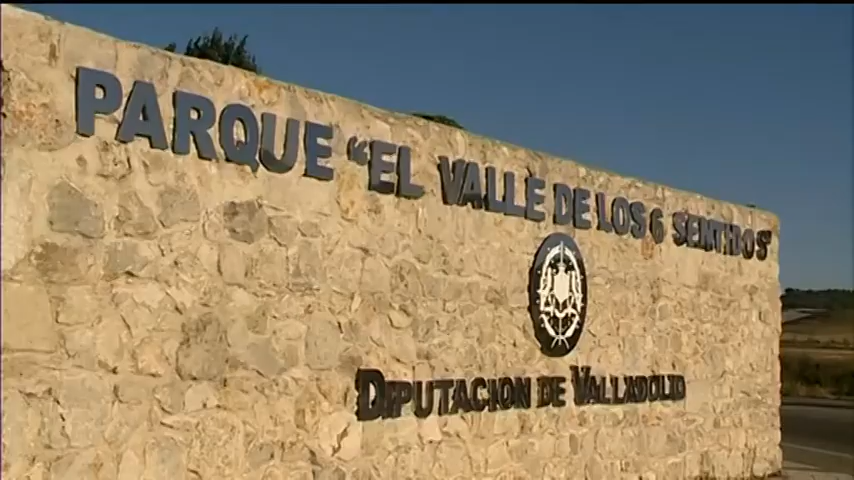 PARQUE "EL VALLE DE LOS 6 SENTIDOS"
DIPUTACION DE VALLADOLID